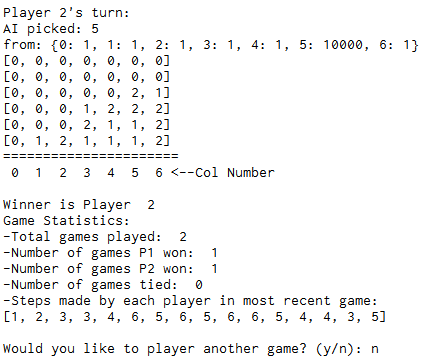 Player 2's turn:
AI picked: 5
from: {0: 1, 1: 1, 2: 1, 3: 1, 4: 1, 5: 10000, 6: 1}
[0, 0, 0, 0, 0, 0, 0]
[0, 0, 0, 0, 0, 0, 0]
[0, 0, 0, 0, 0, 2, 1]
[0, 0, 0, 1, 2, 2, 2]
[0, 0, 0, 2, 1, 1, 2]
[0, 1, 2, 1, 1, 1, 2]
======================
0 1 2 3 4 5 6 <--Col Number
Winner is Player 2
Game Statistics:
-Total games played: 2
-Number of games P1 won: 1
-Number of games P2 won: 1
-Number of games tied: 0
-Steps made by each player in most recent game:
[1, 2, 3, 3, 4, 6, 5, 6, 5, 6, 6, 5, 4, 4, 3, 5]
Would you like to player another game? (y/n): n